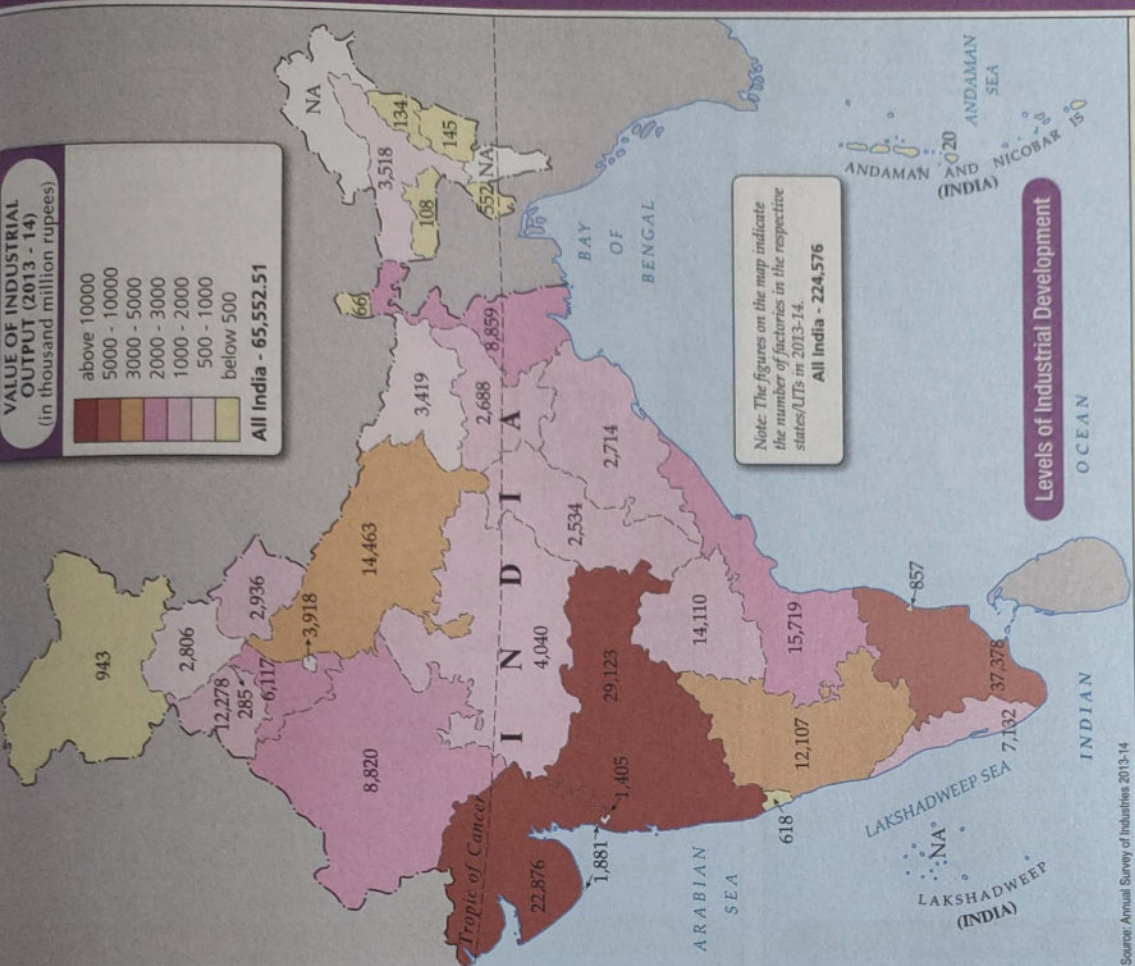 VALUE OF INDUSTRIAL
OUTPUT (2013 - 14)
(in thousand million rupees)
above 10000
5000 - 10000
3000 - 5000
2000 - 3000
1000 - 2000
500 - 1000
below 500
All India - 65,552.51
943
2,806
12,278
285
2,936
6,117
3,918
8,820
14,463
3,419
66
NA
3,518
134
108
145
552
NA
Tropic of Cancer
22,876
INDIA
4,040
2,688
8,859
2,534
2,714
29,123
1,881
1,405
14,110
15,719
12,107
618
857
37,378
7,132
ARABIAN
SEA
BAY
OF
BENGAL
LAKSHADWEEP SEA
NA
LAKSHADWEEP
(INDIA)
INDIAN
OCEAN
ANDAMAN
SEA
20
ANDAMAN AND NICOBAR IS
(INDIA)
Note: The figures on the map indicate
the number of factories in the respective
states/UTs in 2013-14.
All India - 224,576
Levels of Industrial Development
Source: Annual Survey of Industries 2013-14